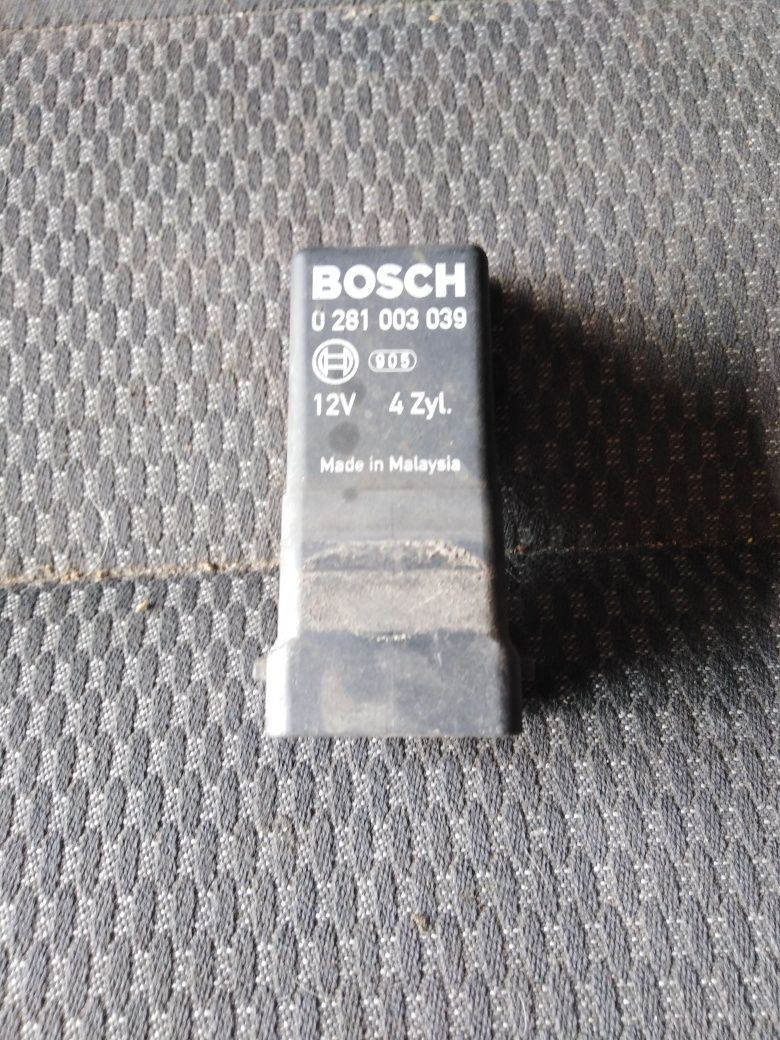 BOSCH
0 281 003 039
905
12V 4 Zyl.
Made in Malaysia